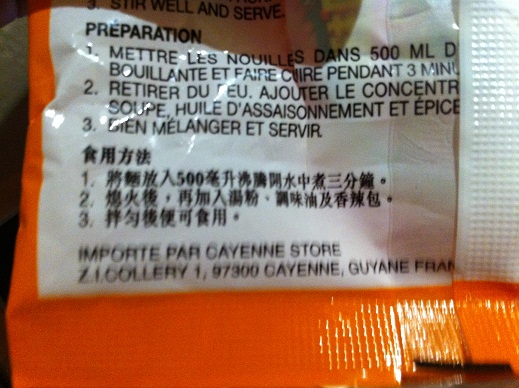 3. STIR WELL AND SERVE.
PRÉPARATION
1. METTRE LES NOUILLES DANS 500 ML D
BOUILLANTE ET FAIRE CUIRE PENDANT 3 MINU
2. RETIRER DU FEU. AJOUTER LE CONCENTR
SOUPE, HUILE D'ASSAISONNEMENT ET ÉPICE
3. BIEN MÉLANGER ET SERVIR.
食用方法
1. 將麵放入500毫升沸騰開水中煮三分鐘。
2. 熄火後，再加入湯粉、調味油及香辣包。
3. 拌勻後便可食用。
IMPORTE PAR CAYENNE STORE
Z.I.COLLERY 1, 97300 CAYENNE, GUYANE FRAN